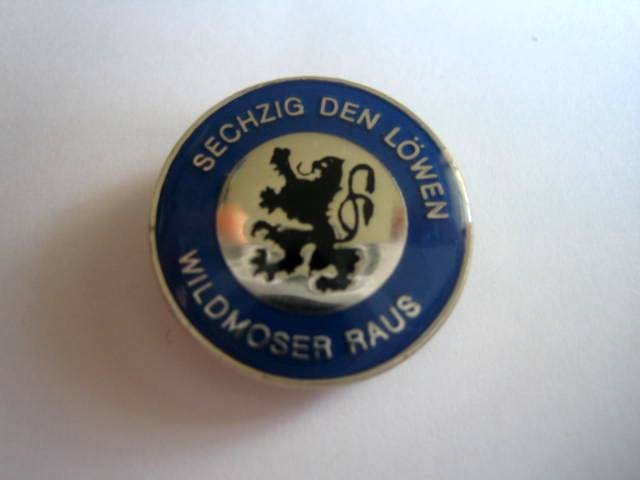 SECHZIG DEN LÖWEN
WILDMOSER RAUS